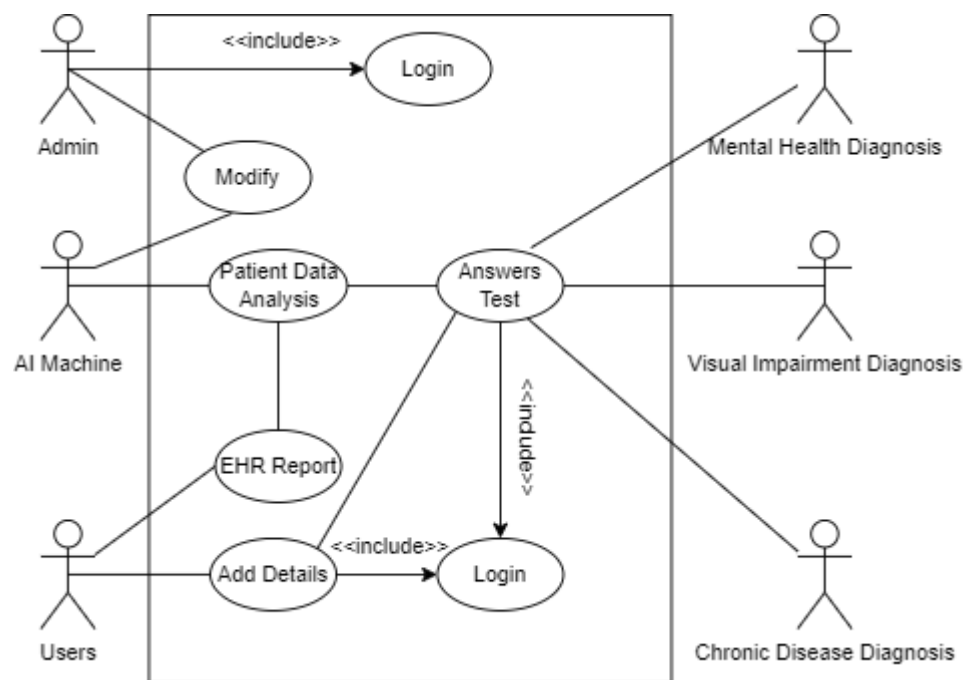 <<include>>
Login
Admin
Mental Health Diagnosis
Modify
Patient Data
Analysis
Answers
Test
AI Machine
Visual Impairment Diagnosis
<<include>>
EHR Report
<<include>>
Add Details
Login
Users
Chronic Disease Diagnosis